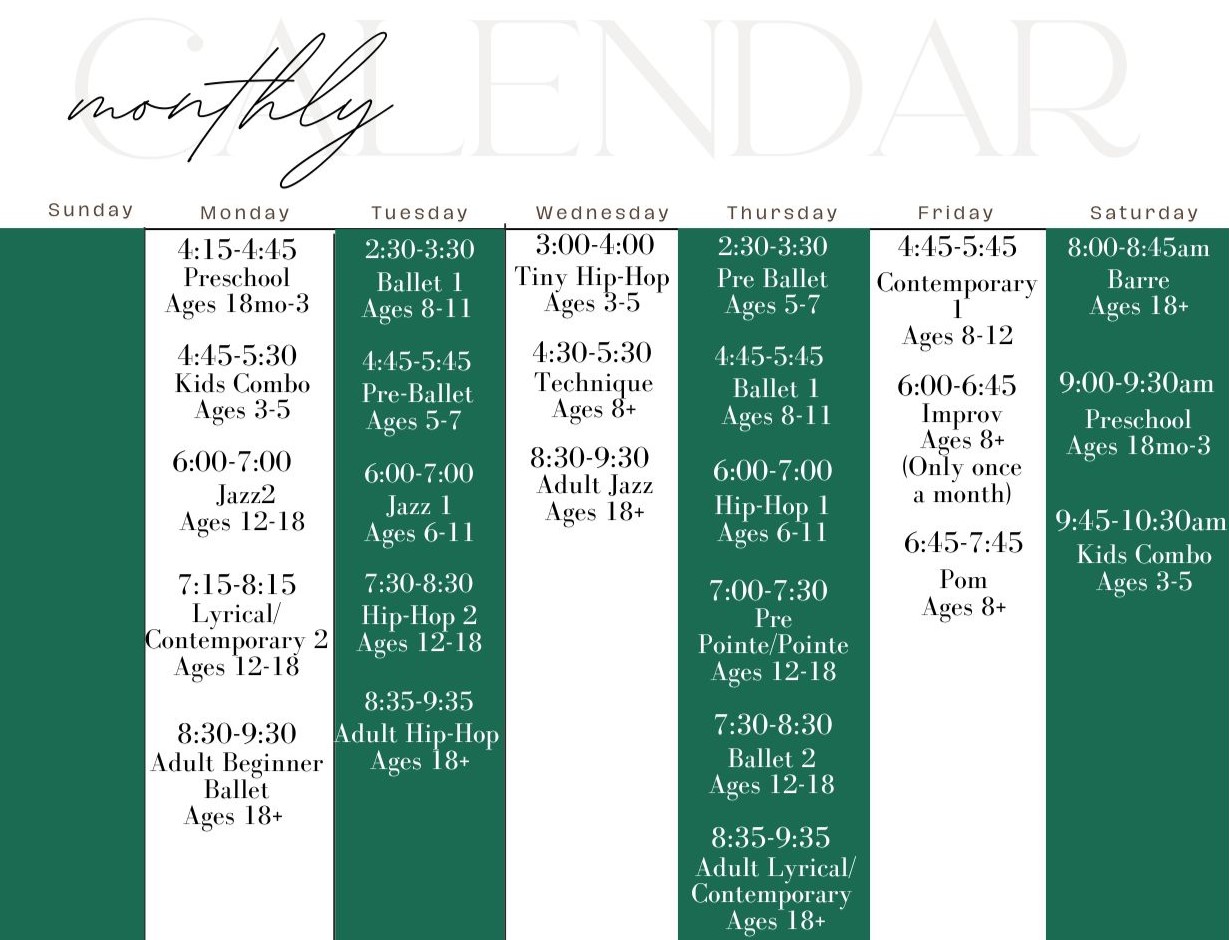 CALENDAR
monthly
Sunday
Monday
Tuesday
Wednesday
Thursday
Friday
Saturday
4:15-4:45
Preschool
Ages 18mo-3
4:45-5:30
Kids Combo
Ages 3-5
6:00-7:00
Jazz2
Ages 12-18
7:15-8:15
Lyrical/
Contemporary 2
Ages 12-18
8:30-9:30
Adult Beginner
Ballet
Ages 18+
2:30-3:30
Ballet 1
Ages 8-11
4:45-5:45
Pre-Ballet
Ages 5-7
6:00-7:00
Jazz 1
Ages 6-11
7:30-8:30
Hip-Hop 2
Ages 12-18
8:35-9:35
Adult Hip-Hop
Ages 18+
3:00-4:00
Tiny Hip-Hop
Ages 3-5
4:30-5:30
Technique
Ages 8+
8:30-9:30
Adult Jazz
Ages 18+
2:30-3:30
Pre Ballet
Ages 5-7
4:45-5:45
Ballet 1
Ages 8-11
6:00-7:00
Hip-Hop 1
Ages 6-11
7:00-7:30
Pre
Pointe/Pointe
Ages 12-18
7:30-8:30
Ballet 2
Ages 12-18
8:35-9:35
Adult Lyrical/
Contemporary
Ages 18+
4:45-5:45
Contemporary
1
Ages 8-12
6:00-6:45
Improv
Ages 8+
(Only once
a month)
6:45-7:45
Pom
Ages 8+
8:00-8:45am
Barre
Ages 18+
9:00-9:30am
Preschool
Ages 18mo-3
9:45-10:30am
Kids Combo
Ages 3-5